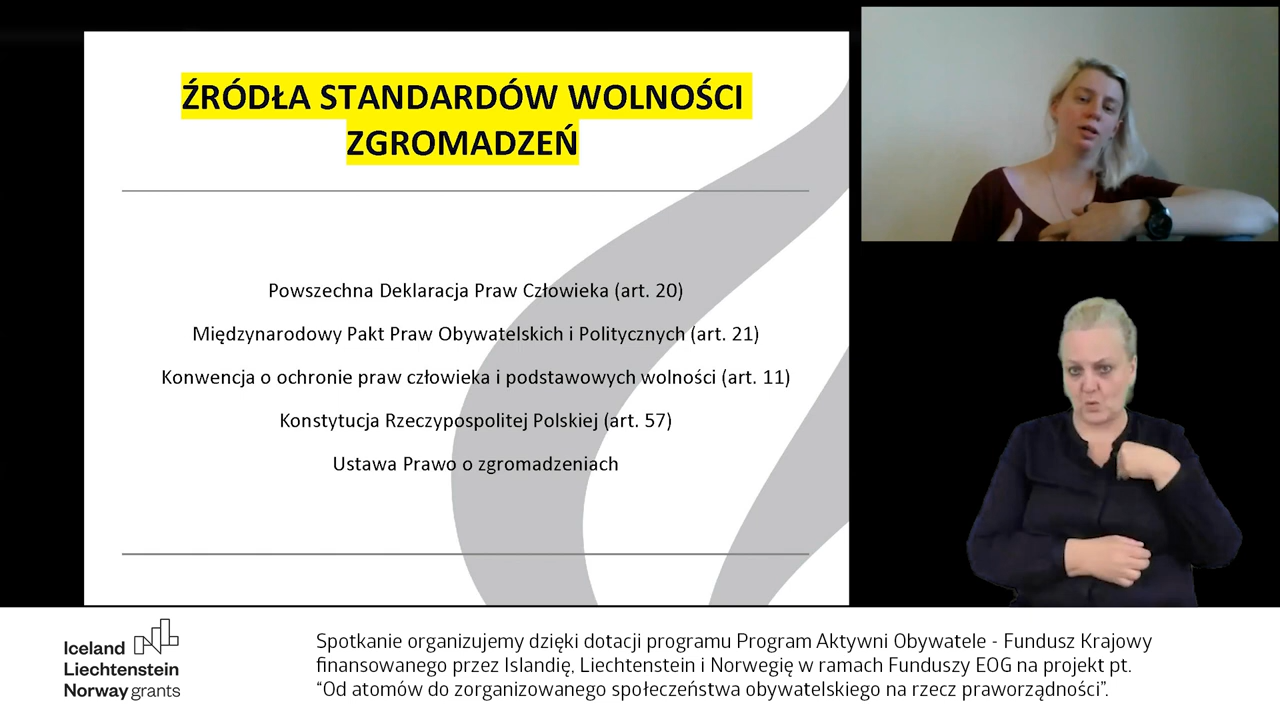 ŹRÓDŁA STANDARDÓW WOLNOŚCI
ZGROMADZEŃ
Powszechna Deklaracja Praw Człowieka (art. 20)
Międzynarodowy Pakt Praw Obywatelskich i Politycznych (art. 21)
Konwencja o ochronie praw człowieka i podstawowych wolności (art. 11)
Konstytucja Rzeczypospolitej Polskiej (art. 57)
Ustawa Prawo o zgromadzeniach
Iceland
Liechtenstein
Norway grants
Spotkanie organizujemy dzięki dotacji programu Program Aktywni Obywatele - Fundusz Krajowy
finansowanego przez Islandię, Liechtenstein i Norwegię w ramach Funduszy EOG na projekt pt.
“Od atomów do zorganizowanego społeczeństwa obywatelskiego na rzecz praworządności”.